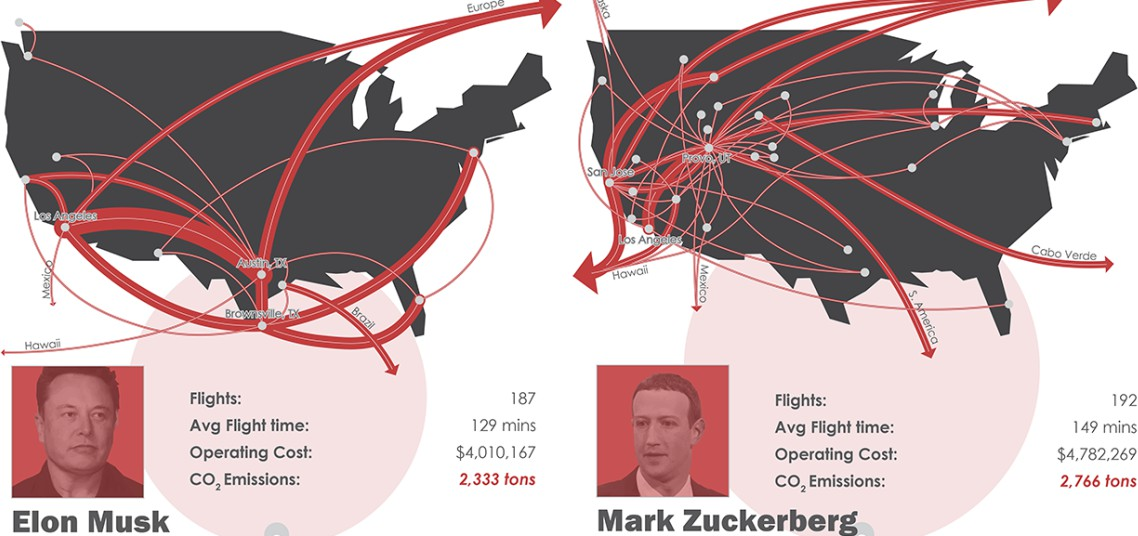 Europe
Los Angeles
Mexico
Austin, TX
Brownsville, TX
Brazil
Hawaii
Flights: 187
Avg Flight time: 129 mins
Operating Cost: $4,010,167
CO2 Emissions: 2,333 tons
Elon Musk
Provo, UT
San Jose
Los Angeles
Hawaii
Mexico
Cabo Verde
S. America
Flights: 192
Avg Flight time: 149 mins
Operating Cost: $4,782,269
CO2 Emissions: 2,766 tons
Mark Zuckerberg